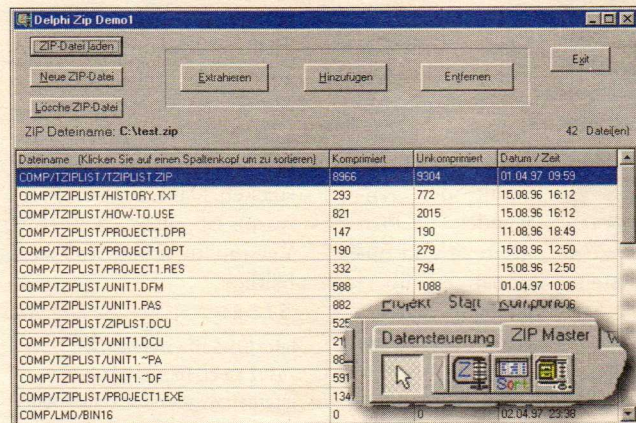 Delphi Zip Demo1
ZIP-Datei laden
Neue ZIP-Datei
Lösche ZIP-Datei
Extrahieren
Hinzufügen
Entfernen
Exit
ZIP Dateiname: C:\test.zip
42 Datei(en)
Dateiname (Klicken Sie auf einen Spaltenkopf um zu sortieren) Komprimiert Unkomprimiert Datum / Zeit
COMP/TZIPLIST/TZIPLIST.ZIP 8966 9304 01.04.97 09:59
COMP/TZIPLIST/HISTORY.TXT 293 772 15.08.96 16:12
COMP/TZIPLIST/HOW-TO.USE 821 2015 15.08.96 16:12
COMP/TZIPLIST/PROJECT1.DPR 147 190 11.08.96 18:49
COMP/TZIPLIST/PROJECT1.OPT 190 279 15.08.96 12:50
COMP/TZIPLIST/PROJECT1.RES 332 794 15.08.96 12:50
COMP/TZIPLIST/UNIT1.DFM 588 1088 01.04.97 10:06
COMP/TZIPLIST/UNIT1.PAS 882
COMP/TZIPLIST/ZIPLIST.DCU 525
COMP/TZIPLIST/UNIT1.DCU 21
COMP/TZIPLIST/UNIT1.~PA 88
COMP/TZIPLIST/UNIT1.~DF 591
COMP/TZIPLIST/PROJECT1.EXE 134
COMP/LMD/BIN16 0 0 02.04.97 23:38
Projekt Start
Datensteuerung ZIP Master
Sort